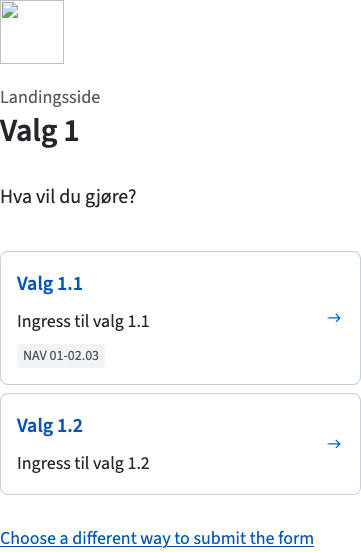 Landingsside
Valg 1
Hva vil du gjøre?
Valg 1.1
Ingress til valg 1.1
NAV 01-02.03
Valg 1.2
Ingress til valg 1.2
Choose a different way to submit the form